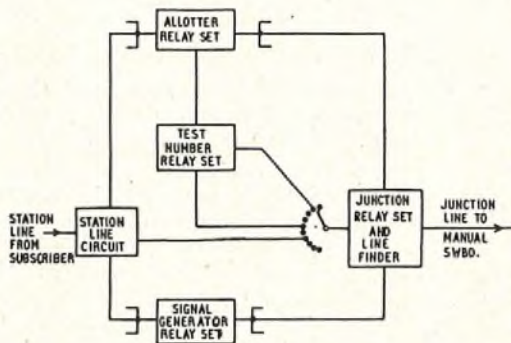 ALLOTTER
RELAY SET
TEST
NUMBER
RELAY SET
STATION
LINE
FROM
SUBSCRIBER
STATION
LINE
CIRCUIT
JUNCTION
RELAY SET
AND
LINE
FINDER
JUNCTION
LINE TO
MANUAL
SWBD.
SIGNAL
GENERATOR
RELAY SET